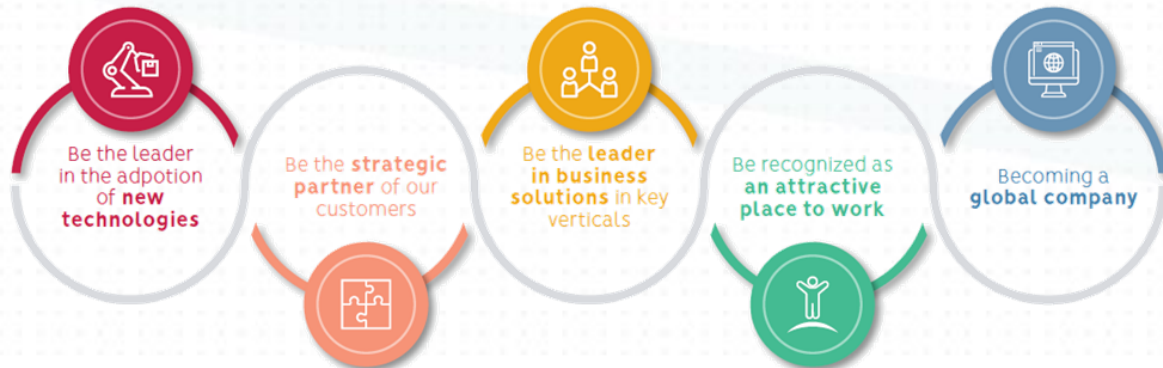 Be the leader
in the adpotion
of new
technologies
Be the strategic
partner of our
customers
Be the leader
in business
solutions in key
verticals
Be recognized as
an attractive
place to work
Becoming a
global company